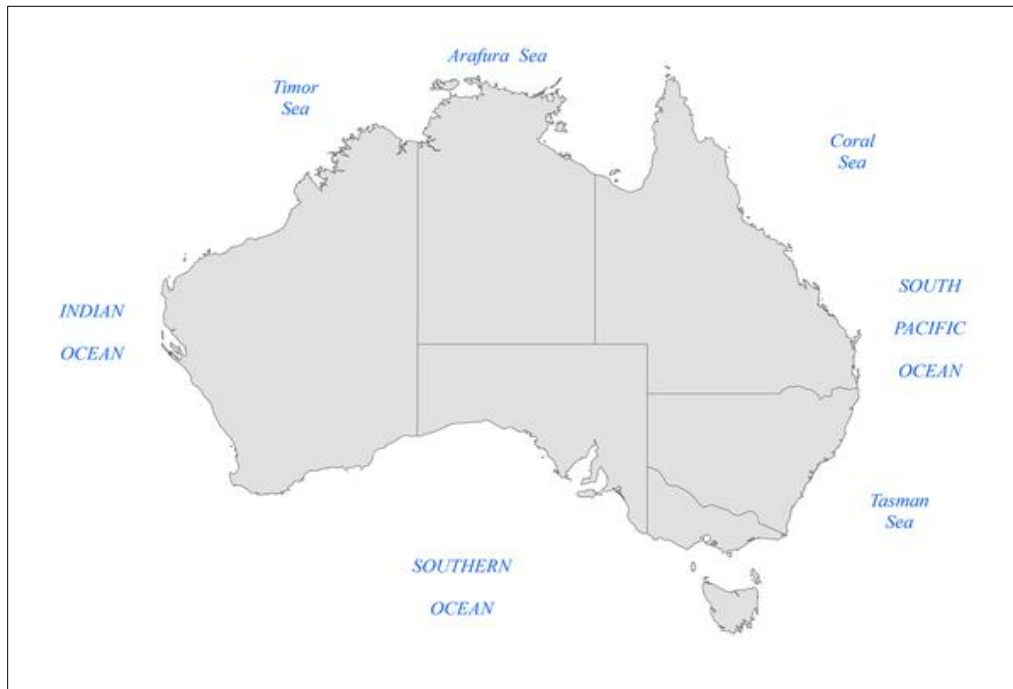 Arafura Sea
Timor
Sea
Coral
Sea
INDIAN
OCEAN
SOUTH
PACIFIC
OCEAN
Tasman
Sea
SOUTHERN
OCEAN